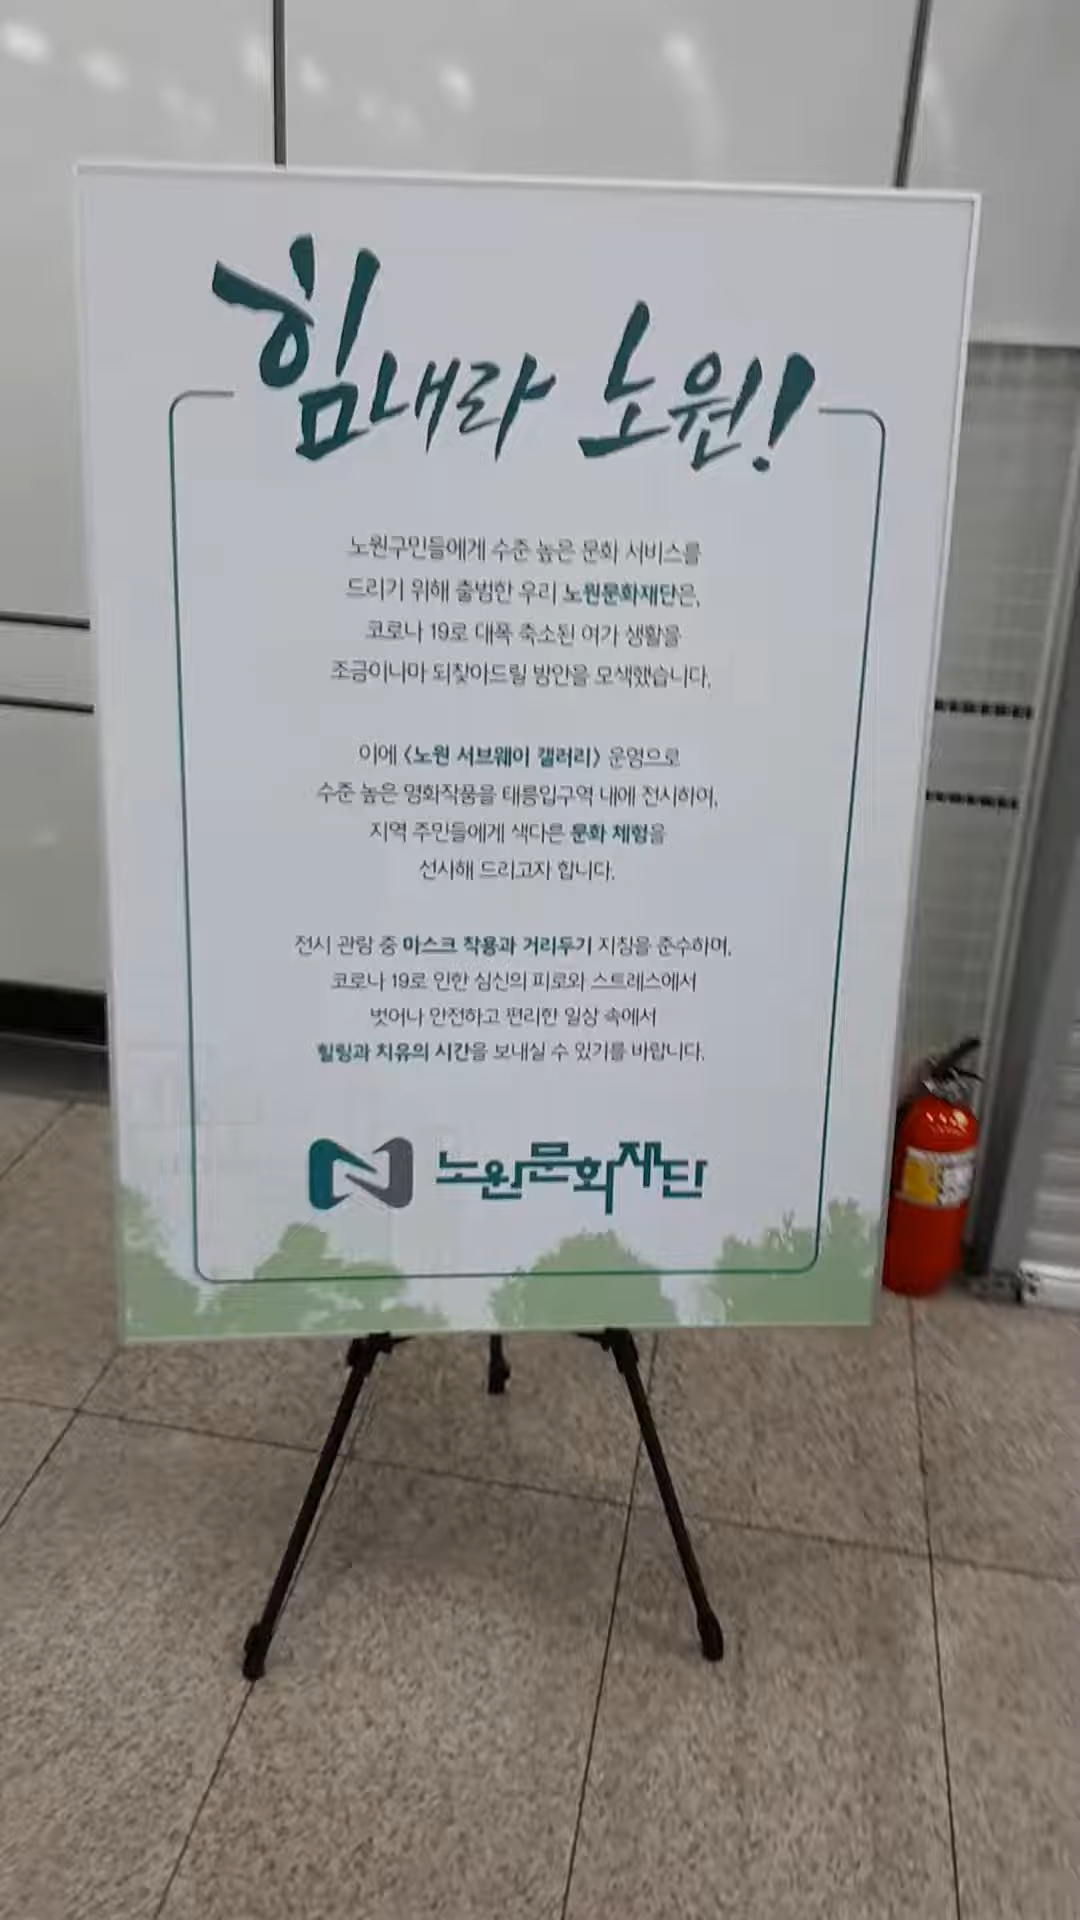 힘내라 노원!
노원구민들에게 수준 높은 문화 서비스를
드리기 위해 출범한 우리 노원문화재단은,
코로나 19로 대폭 축소된 여가 생활을
조금이나마 되찾아드릴 방안을 모색했습니다.
이에 <노원 서브웨이 갤러리> 운영으로
수준 높은 명화작품을 태릉입구역 내에 전시하여,
지역 주민들에게 색다른 문화 체험을
선사해 드리고자 합니다.
전시 관람 중 마스크 착용과 거리두기 지침을 준수하며,
코로나 19로 인한 심신의 피로와 스트레스에서
벗어나 안전하고 편리한 일상 속에서
힐링과 치유의 시간을 보내실 수 있기를 바랍니다.
노원문화재단